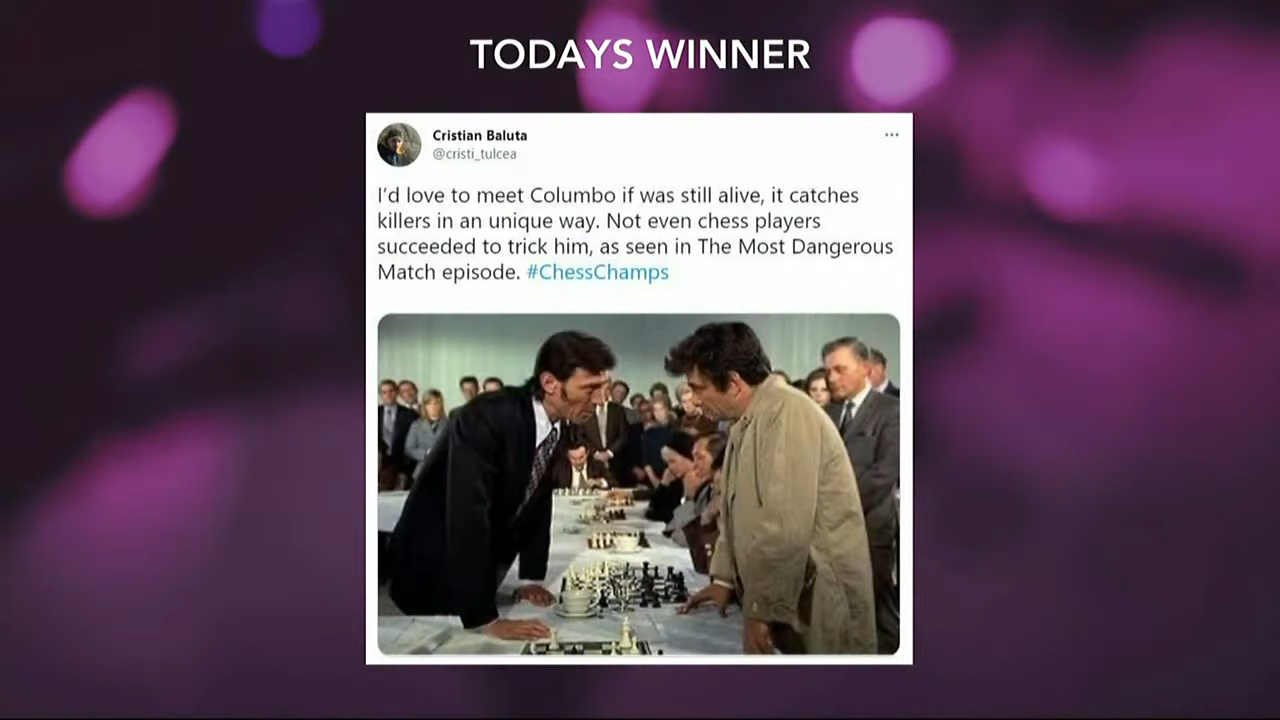 TODAYS WINNER
Cristian Baluta
@cristi_tulcea
I'd love to meet Columbo if was still alive, it catches
killers in an unique way. Not even chess players
succeeded to trick him, as seen in The Most Dangerous
Match episode. #ChessChamps